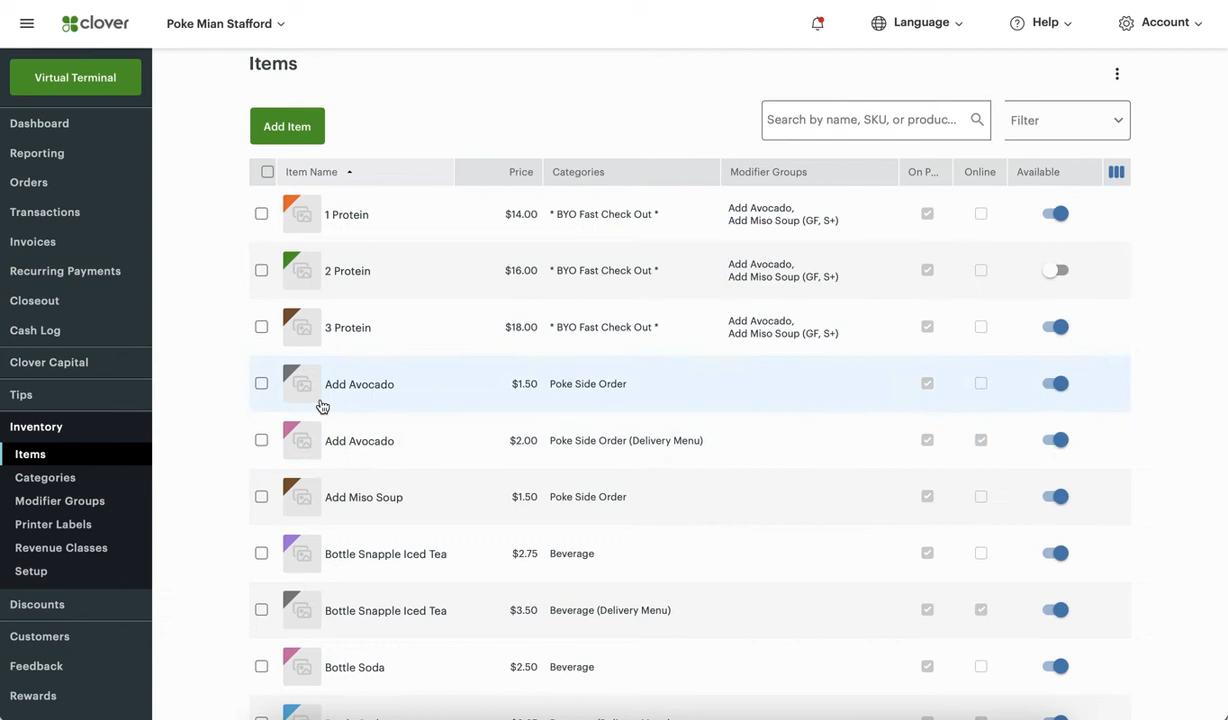 clover
Poke Mian Stafford
Language
Help
Account
Virtual Terminal
Dashboard
Reporting
Orders
Transactions
Invoices
Recurring Payments
Closeout
Cash Log
Clover Capital
Tips
Inventory
Items
Categories
Modifier Groups
Printer Labels
Revenue Classes
Setup
Discounts
Customers
Feedback
Rewards
Items
Add Item
Search by name, SKU, or produc...
Filter
Item Name Price Categories Modifier Groups On P... Online Available
1 Protein $14.00 * BYO Fast Check Out * Add Avocado,
Add Miso Soup (GF, S+)
2 Protein $16.00 * BYO Fast Check Out * Add Avocado,
Add Miso Soup (GF, S+)
3 Protein $18.00 * BYO Fast Check Out * Add Avocado,
Add Miso Soup (GF, S+)
Add Avocado $1.50 Poke Side Order
Add Avocado $2.00 Poke Side Order (Delivery Menu)
Add Miso Soup $1.50 Poke Side Order
Bottle Snapple Iced Tea $2.75 Beverage
Bottle Snapple Iced Tea $3.50 Beverage (Delivery Menu)
Bottle Soda $2.50 Beverage